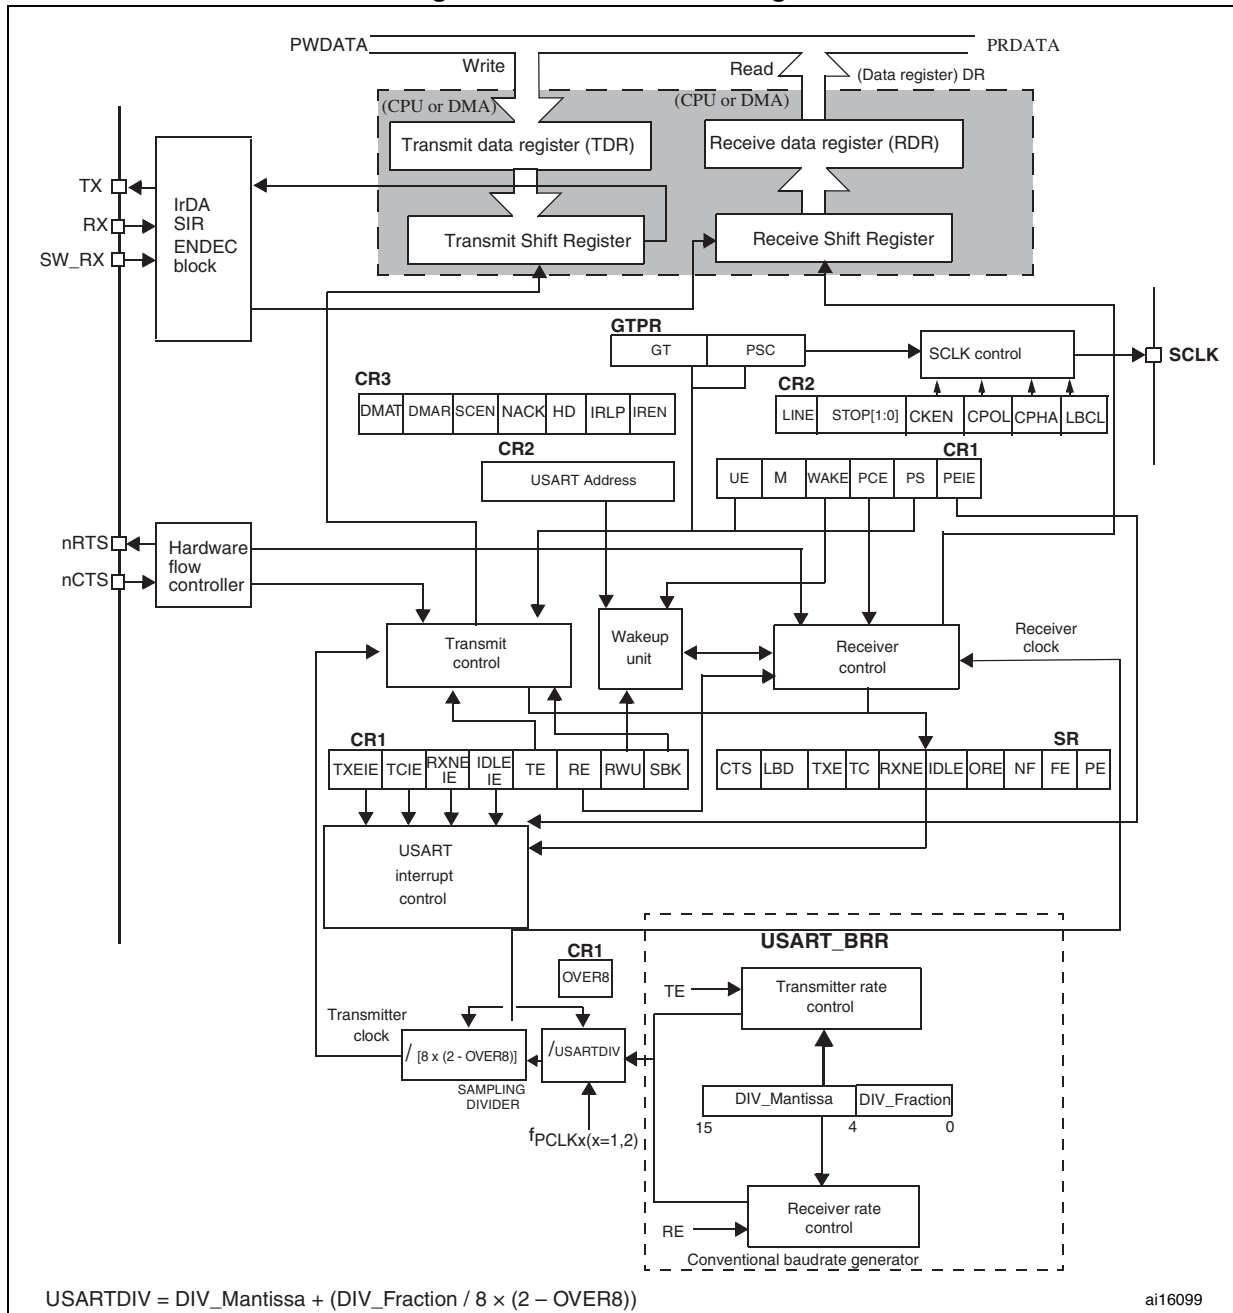 PWDATA
PRDATA
Write
Read
(Data register) DR
(CPU or DMA)
(CPU or DMA)
Transmit data register (TDR)
Receive data register (RDR)
TX
RX
SW_RX
IrDA
SIR
ENDEC
block
Transmit Shift Register
Receive Shift Register
GTPR
GT
PSC
SCLK control
SCLK
CR3
DMAT DMAR SCEN NACK HD IRLP IREN
CR2
LINE STOP[1:0] CKEN CPOL CPHA LBCL
CR2
USART Address
CR1
UE M WAKE PCE PS PEIE
nRTS
nCTS
Hardware
flow
controller
Transmit
control
Wakeup
unit
Receiver
control
Receiver
clock
CR1
TXEIE TCIE RXNE IE IDLE IE TE RE RWU SBK
SR
CTS LBD TXE TC RXNE IDLE ORE NF FE PE
USART
interrupt
control
USART_BRR
CR1
OVER8
TE
Transmitter rate
control
Transmitter
clock
/ [8 x (2 - OVER8)]
/USARTDIV
SAMPLING
DIVIDER
DIV_Mantissa
DIV_Fraction
15
4
0
fPCLKx(x=1,2)
RE
Receiver rate
control
Conventional baudrate generator
USARTDIV = DIV_Mantissa + (DIV_Fraction / 8 × (2 – OVER8))
ai16099